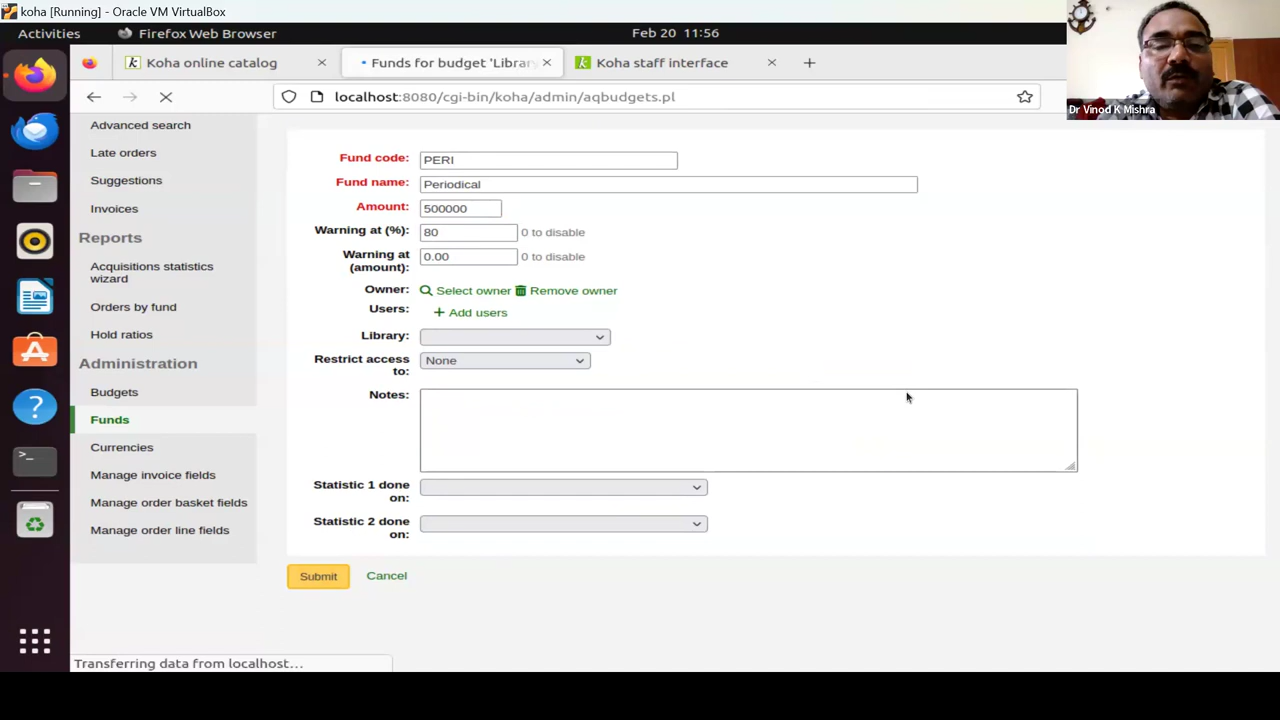 koha [Running] - Oracle VM VirtualBox
Activities Firefox Web Browser Feb 20 11:56
Koha online catalog Funds for budget 'Librar Koha staff interface
localhost:8080/cgi-bin/koha/admin/aqbudgets.pl
Dr Vinod K Mishra
Advanced search
Late orders
Suggestions
Invoices
Reports
Acquisitions statistics
wizard
Orders by fund
Hold ratios
Administration
Budgets
Funds
Currencies
Manage invoice fields
Manage order basket fields
Manage order line fields
Fund code: PERI
Fund name: Periodical
Amount: 500000
Warning at (%): 80 0 to disable
Warning at
(amount): 0.00 0 to disable
Owner: Select owner Remove owner
Users: + Add users
Library:
Restrict access
to: None
Notes:
Statistic 1 done
on:
Statistic 2 done
on:
Submit Cancel
Transferring data from localhost...